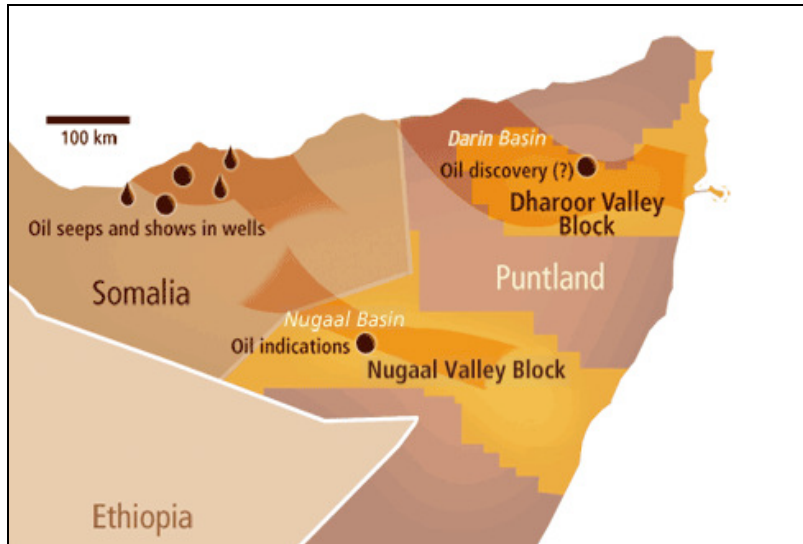 100 km
Darin Basin
Oil discovery (?)
Dharoor Valley
Block
Oil seeps and shows in wells
Somalia
Puntland
Nugaal Basin
Oil indications
Nugaal Valley Block
Ethiopia